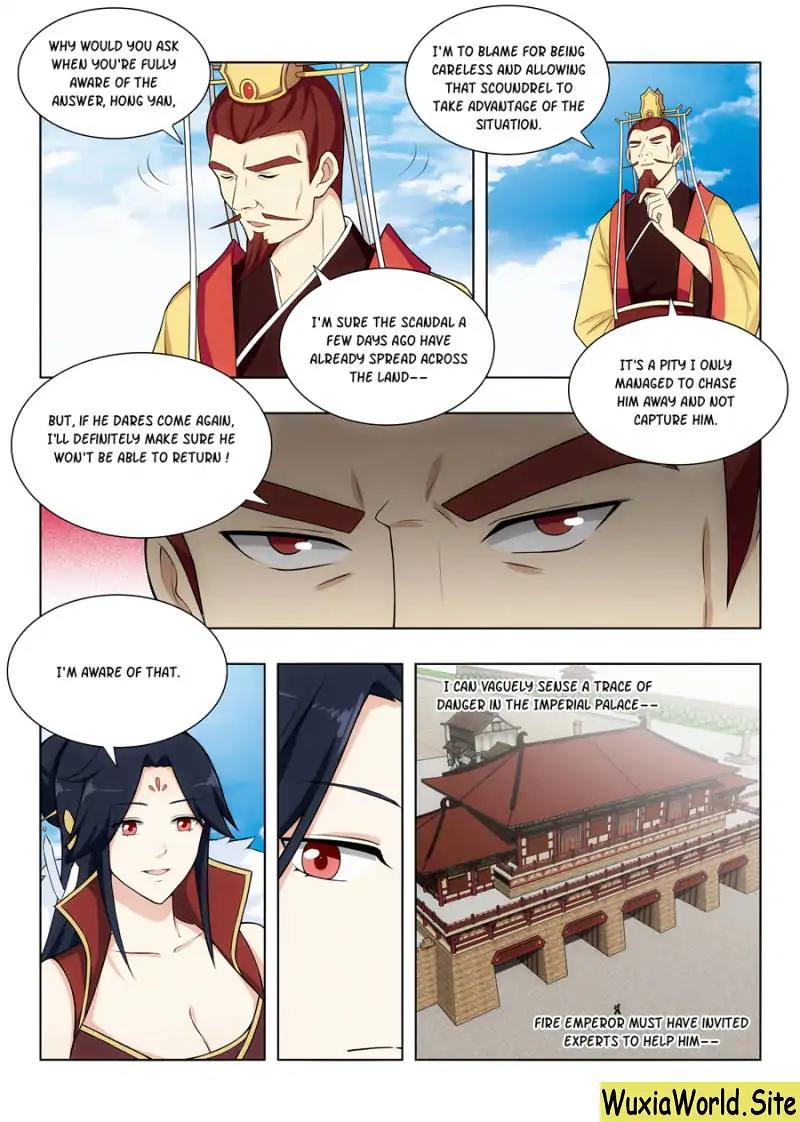 WHY WOULD YOU ASK
WHEN YOU'RE FULLY
AWARE OF THE
ANSWER, HONG YAN,
I'M TO BLAME FOR BEING
CARELESS AND ALLOWING
THAT SCOUNDREL TO
TAKE ADVANTAGE OF THE
SITUATION.
I'M SURE THE SCANDAL A
FEW DAYS AGO HAVE
ALREADY SPREAD ACROSS
THE LAND--
IT'S A PITY I ONLY
MANAGED TO CHASE
HIM AWAY AND NOT
CAPTURE HIM.
BUT, IF HE DARES COME AGAIN,
I'LL DEFINITELY MAKE SURE HE
WON'T BE ABLE TO RETURN !
I'M AWARE OF THAT.
I CAN VAGUELY SENSE A TRACE OF
DANGER IN THE IMPERIAL PALACE--
FIRE EMPEROR MUST HAVE INVITED
EXPERTS TO HELP HIM--
WuxiaWorld.Site